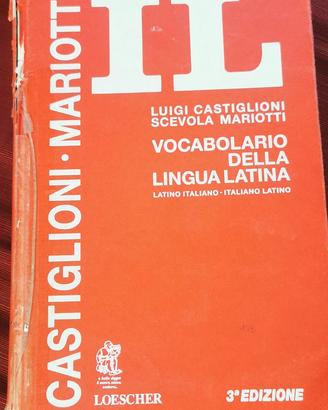 IL
LUIGI CASTIGLIONI
SCEVOLA MARIOTTI
VOCABOLARIO
DELLA
LINGUA LATINA
LATINO ITALIANO - ITALIANO LATINO
CASTIGLIONI · MARIOTT
LOESCHER
3ª EDIZIONE